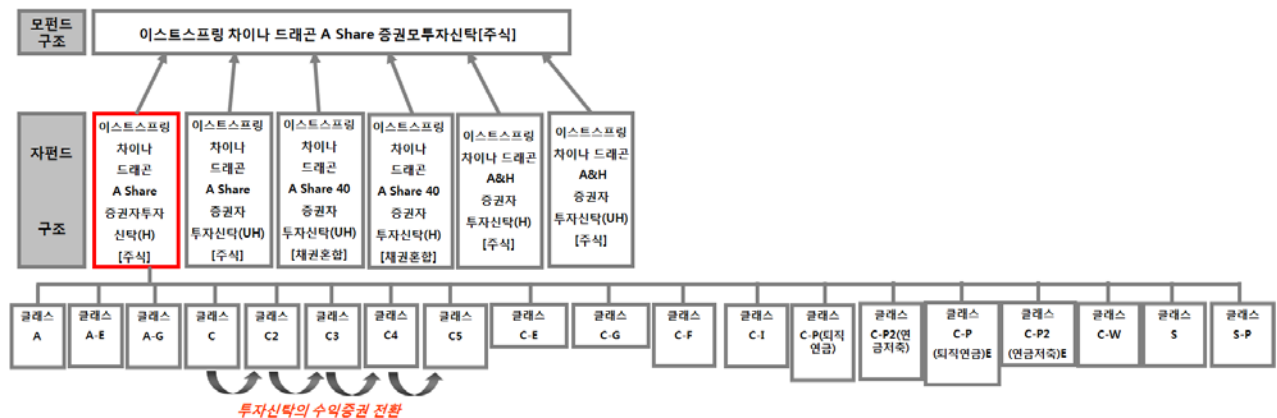 모펀드
구조
이스트스프링 차이나 드래곤 A Share 증권모투자신탁[주식]
자펀드
구조
이스트스프링
차이나
드래곤
A Share
증권자투자
신탁(H)
[주식]
이스트스프링
차이나
드래곤
A Share
증권자
투자신탁(UH)
[주식]
이스트스프링
차이나
드래곤
A Share 40
증권자
투자신탁(UH)
[채권혼합]
이스트스프링
차이나
드래곤
A Share 40
증권자
투자신탁(H)
[채권혼합]
이스트스프링
차이나 드래곤
A&H
증권자
투자신탁(H)
[주식]
이스트스프링
차이나 드래곤
A&H
증권자
투자신탁(UH)
[주식]
클래스
A
클래스
A-E
클래스
A-G
클래스
C
클래스
C2
클래스
C3
클래스
C4
클래스
C5
클래스
C-E
클래스
C-G
클래스
C-F
클래스
C-I
클래스
C-P(퇴직
연금)
클래스
C-P2(연
금저축)
클래스
C-P
(퇴직연금)E
클래스
C-P2
(연금저축)E
클래스
C-W
클래스
S
클래스
S-P
투자신탁의 수익증권 전환